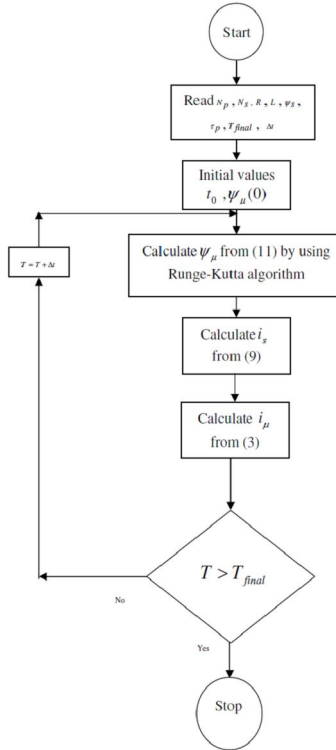 Start
Read N_p , N_s , R , L , ψ_s ,
τ_p , T_final , Δt
Initial values
t_0 , ψ_μ(0)
T = T + Δt
Calculate ψ_μ from (11) by using
Runge-Kutta algorithm
Calculate i_s
from (9)
Calculate i_μ
from (3)
T > T_final
No
Yes
Stop